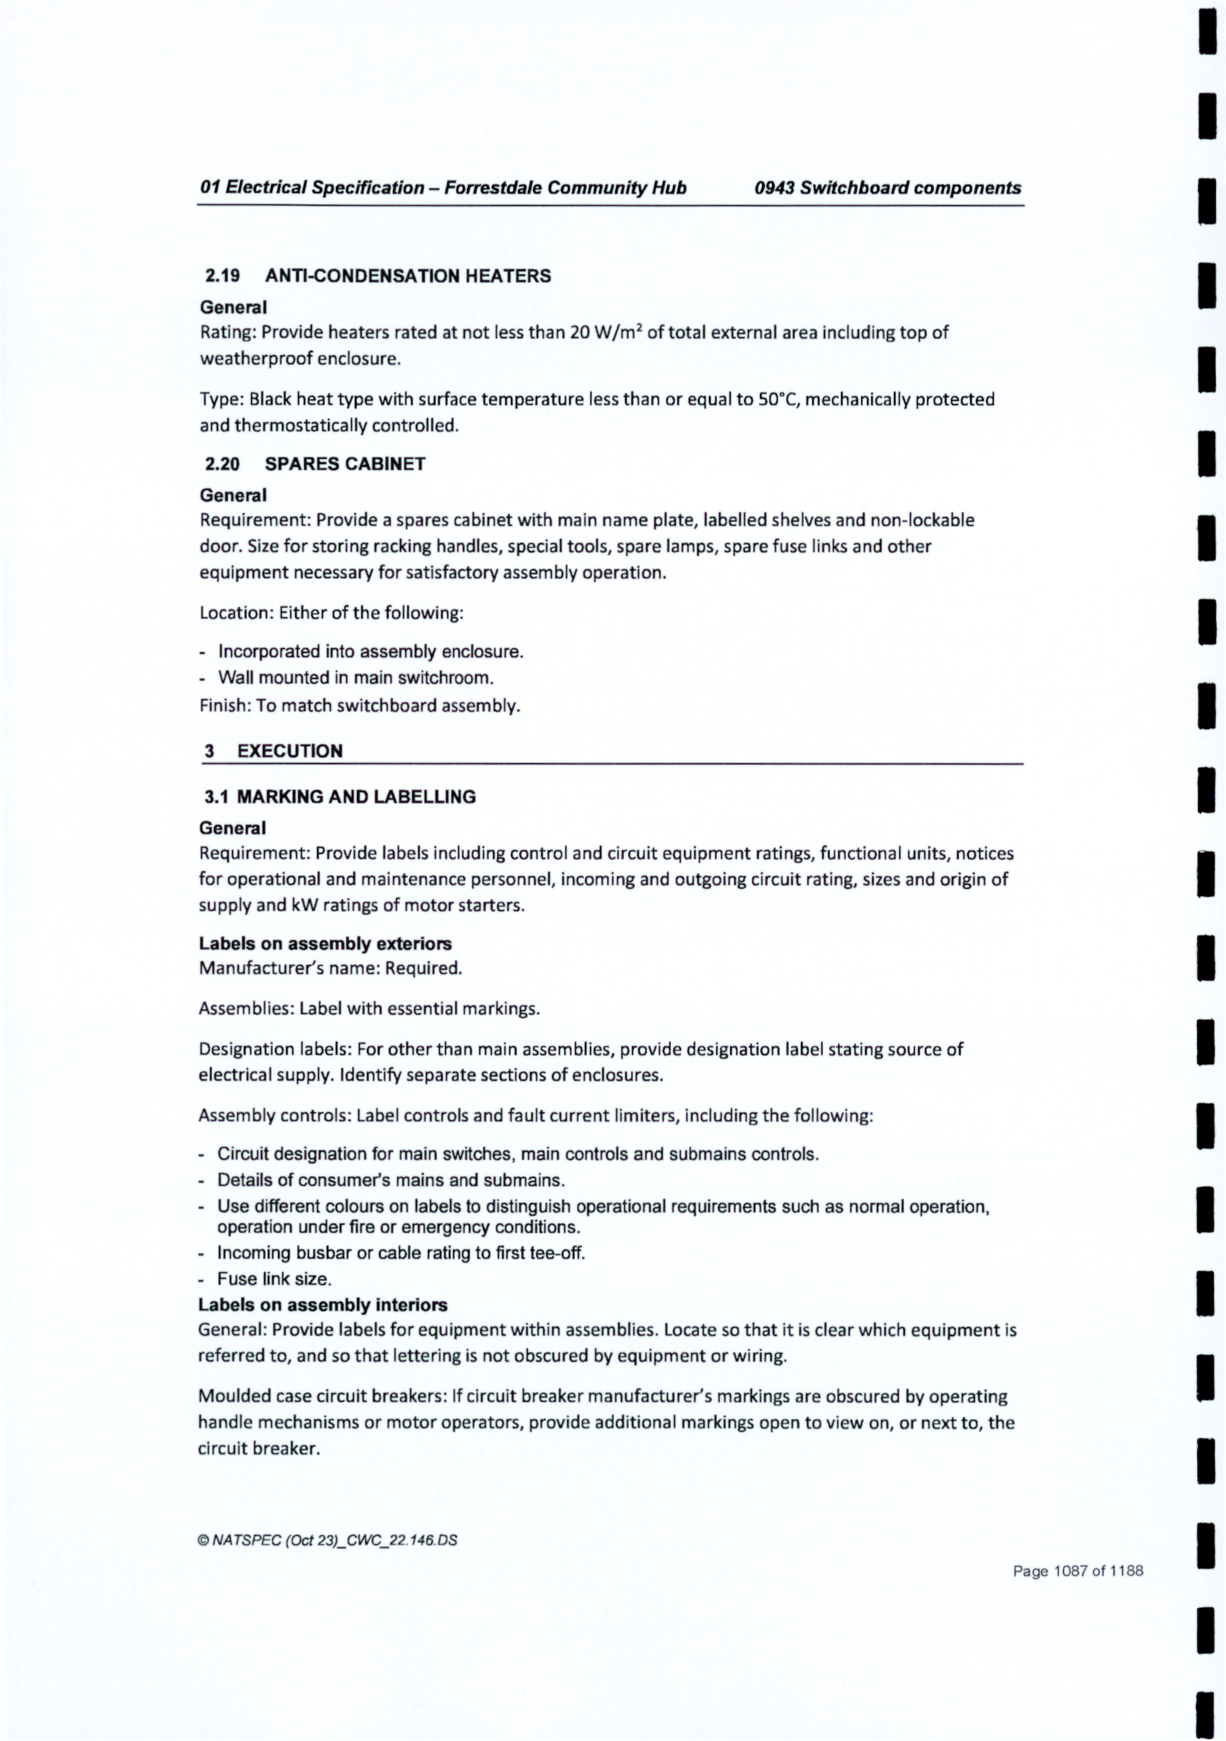 01 Electrical Specification – Forrestdale Community Hub 0943 Switchboard components
2.19 ANTI-CONDENSATION HEATERS
General
Rating: Provide heaters rated at not less than 20 W/m² of total external area including top of
weatherproof enclosure.
Type: Black heat type with surface temperature less than or equal to 50°C, mechanically protected
and thermostatically controlled.
2.20 SPARES CABINET
General
Requirement: Provide a spares cabinet with main name plate, labelled shelves and non-lockable
door. Size for storing racking handles, special tools, spare lamps, spare fuse links and other
equipment necessary for satisfactory assembly operation.
Location: Either of the following:
- Incorporated into assembly enclosure.
- Wall mounted in main switchroom.
Finish: To match switchboard assembly.
3 EXECUTION
3.1 MARKING AND LABELLING
General
Requirement: Provide labels including control and circuit equipment ratings, functional units, notices
for operational and maintenance personnel, incoming and outgoing circuit rating, sizes and origin of
supply and kW ratings of motor starters.
Labels on assembly exteriors
Manufacturer's name: Required.
Assemblies: Label with essential markings.
Designation labels: For other than main assemblies, provide designation label stating source of
electrical supply. Identify separate sections of enclosures.
Assembly controls: Label controls and fault current limiters, including the following:
- Circuit designation for main switches, main controls and submains controls.
- Details of consumer's mains and submains.
- Use different colours on labels to distinguish operational requirements such as normal operation,
operation under fire or emergency conditions.
- Incoming busbar or cable rating to first tee-off.
- Fuse link size.
Labels on assembly interiors
General: Provide labels for equipment within assemblies. Locate so that it is clear which equipment is
referred to, and so that lettering is not obscured by equipment or wiring.
Moulded case circuit breakers: If circuit breaker manufacturer's markings are obscured by operating
handle mechanisms or motor operators, provide additional markings open to view on, or next to, the
circuit breaker.
© NATSPEC (Oct 23)_CWC_22.146.DS
Page 1087 of 1188